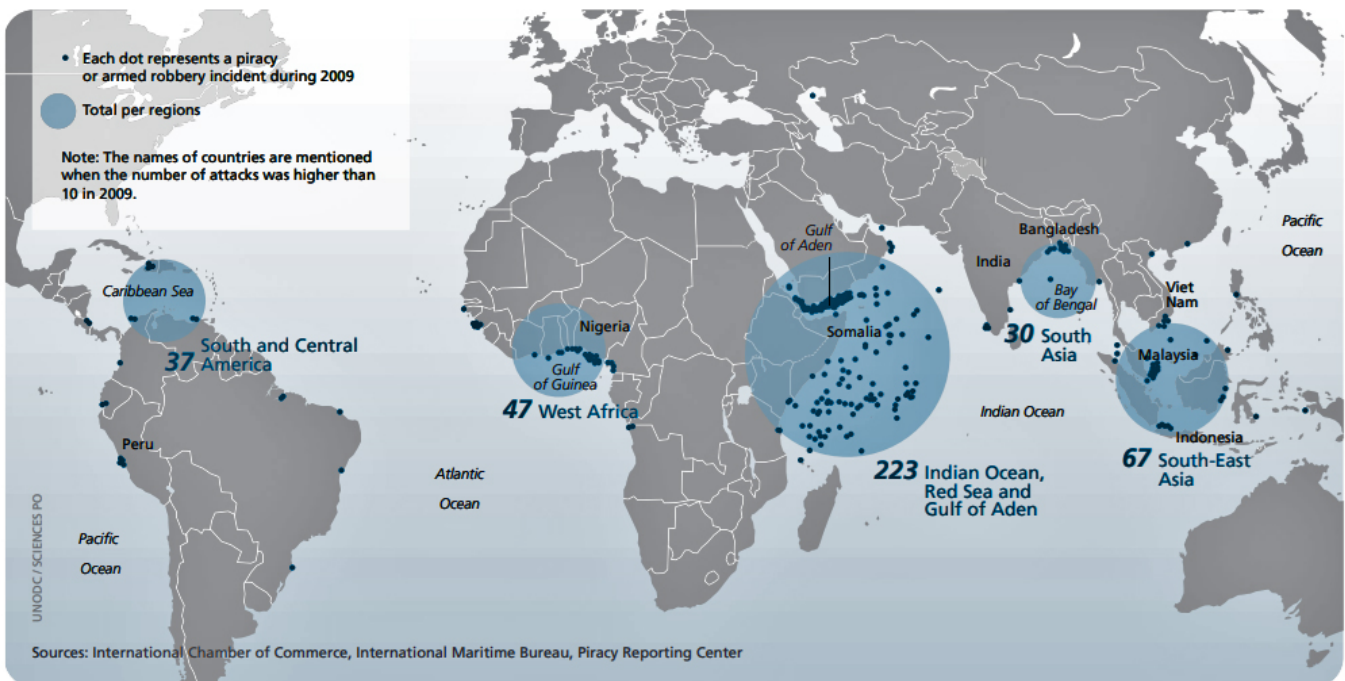 Each dot represents a piracy
or armed robbery incident during 2009
Total per regions
Note: The names of countries are mentioned
when the number of attacks was higher than
10 in 2009.
Caribbean Sea
37 South and Central
America
Peru
Pacific
Ocean
Atlantic
Ocean
Nigeria
Gulf
of Guinea
47 West Africa
Gulf
of Aden
Somalia
223 Indian Ocean,
Red Sea and
Gulf of Aden
Indian Ocean
India
Bangladesh
Bay
of Bengal
30 South
Asia
Viet
Nam
Malaysia
Indonesia
67 South-East
Asia
Pacific
Ocean
UNODC / SCIENCES PO
Sources: International Chamber of Commerce, International Maritime Bureau, Piracy Reporting Center